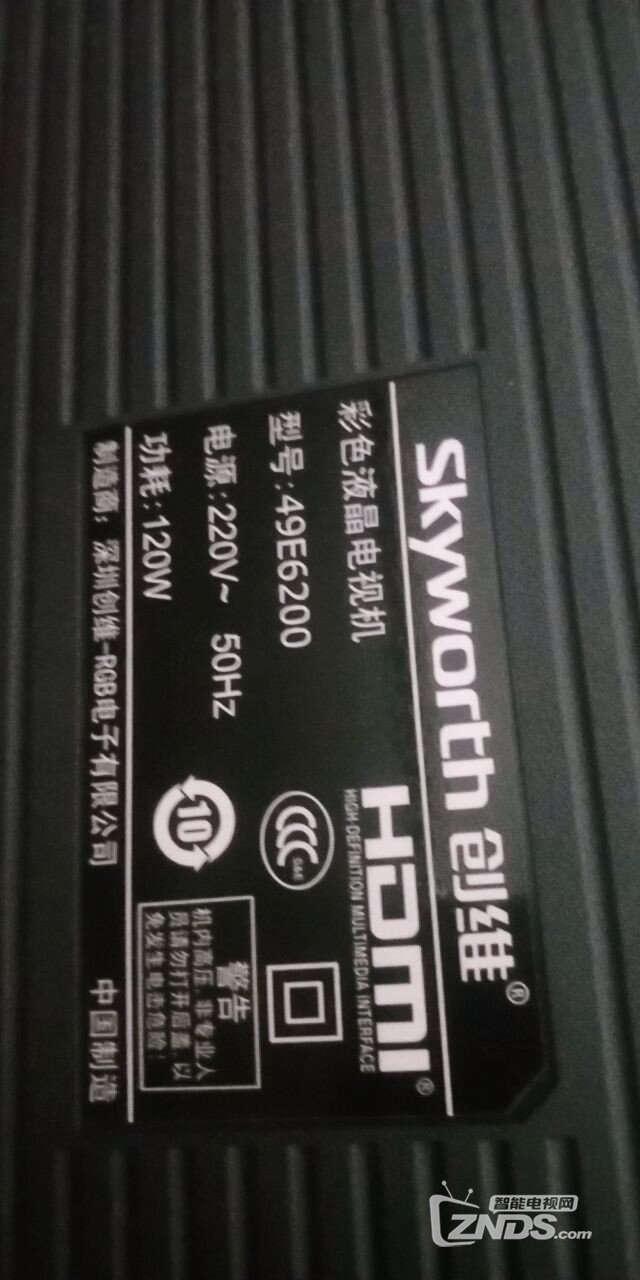 Skyworth 创维®
彩色液晶电视机
型号:49E6200
电源:220V~ 50Hz
功耗:120W
HDMI®
HIGH-DEFINITION MULTIMEDIA INTERFACE
CCC
S&E
10
警告
机内高压,非专业人
员请勿打开后盖,以
免发生电击危险!
制造商:深圳创维-RGB电子有限公司 中国制造
智能电视网
ZNDS.com